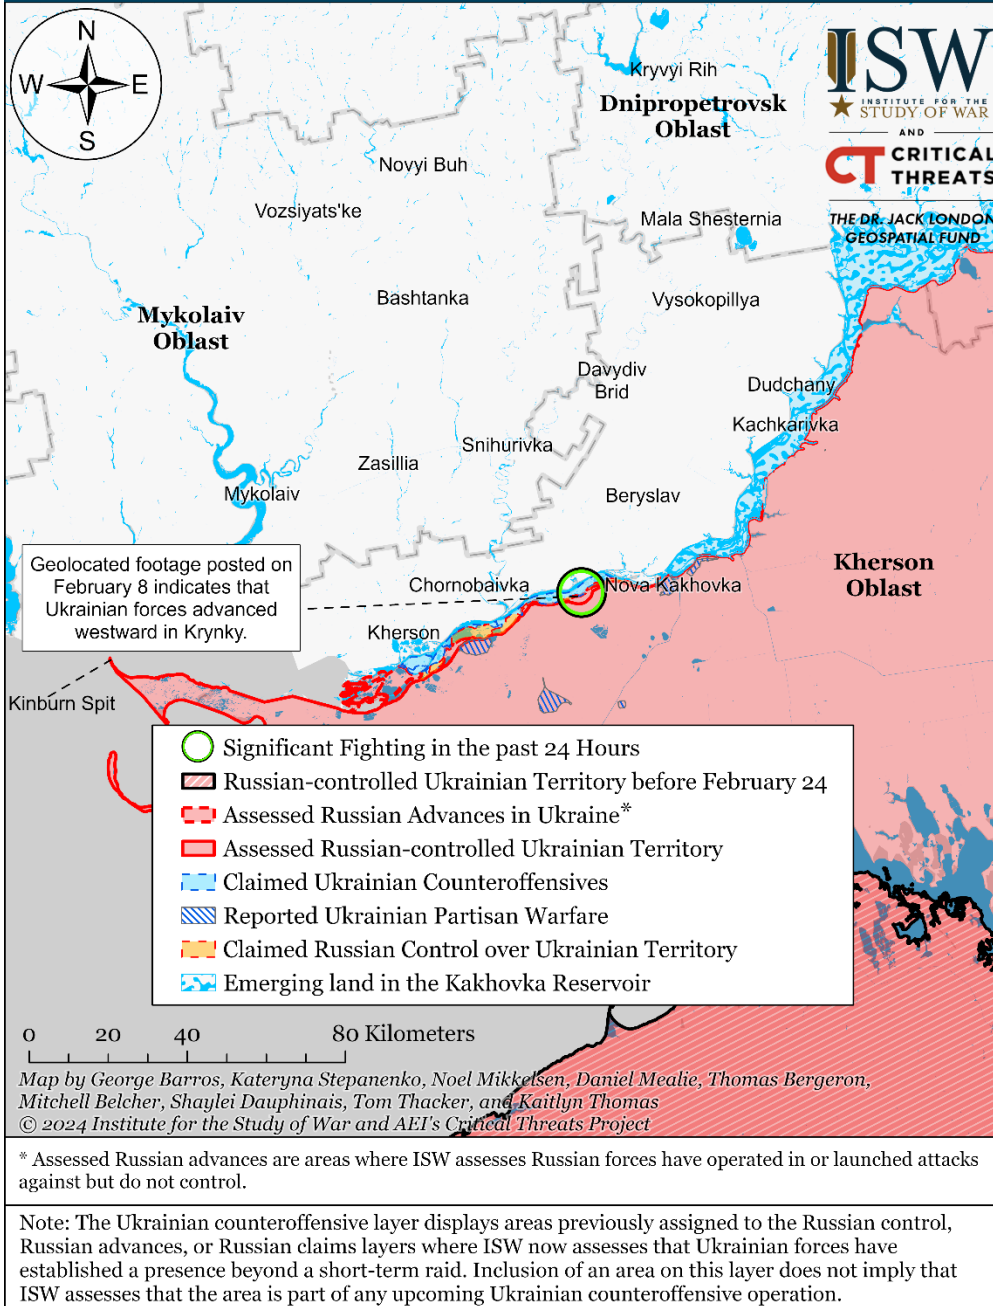 N
W
E
S
ISW
INSTITUTE FOR THE
STUDY OF WAR
AND
CT CRITICAL
THREATS
THE DR. JACK LONDON
GEOSPATIAL FUND
Kryvyi Rih
Dnipropetrovsk
Oblast
Novyi Buh
Vozsiyats'ke
Mala Shesternia
Bashtanka
Vysokopillya
Mykolaiv
Oblast
Davydiv
Brid
Dudchany
Kachkarivka
Snihurivka
Zasillia
Mykolaiv
Beryslav
Geolocated footage posted on
February 8 indicates that
Ukrainian forces advanced
westward in Krynky.
Kherson
Oblast
Chornobaivka
Nova Kakhovka
Kherson
Kinburn Spit
Significant Fighting in the past 24 Hours
Russian-controlled Ukrainian Territory before February 24
Assessed Russian Advances in Ukraine*
Assessed Russian-controlled Ukrainian Territory
Claimed Ukrainian Counteroffensives
Reported Ukrainian Partisan Warfare
Claimed Russian Control over Ukrainian Territory
Emerging land in the Kakhovka Reservoir
0 20 40 80 Kilometers
Map by George Barros, Kateryna Stepanenko, Noel Mikkelsen, Daniel Mealie, Thomas Bergeron,
Mitchell Belcher, Shaylei Dauphinais, Tom Thacker, and Kaitlyn Thomas
© 2024 Institute for the Study of War and AEI's Critical Threats Project
* Assessed Russian advances are areas where ISW assesses Russian forces have operated in or launched attacks
against but do not control.
Note: The Ukrainian counteroffensive layer displays areas previously assigned to the Russian control,
Russian advances, or Russian claims layers where ISW now assesses that Ukrainian forces have
established a presence beyond a short-term raid. Inclusion of an area on this layer does not imply that
ISW assesses that the area is part of any upcoming Ukrainian counteroffensive operation.